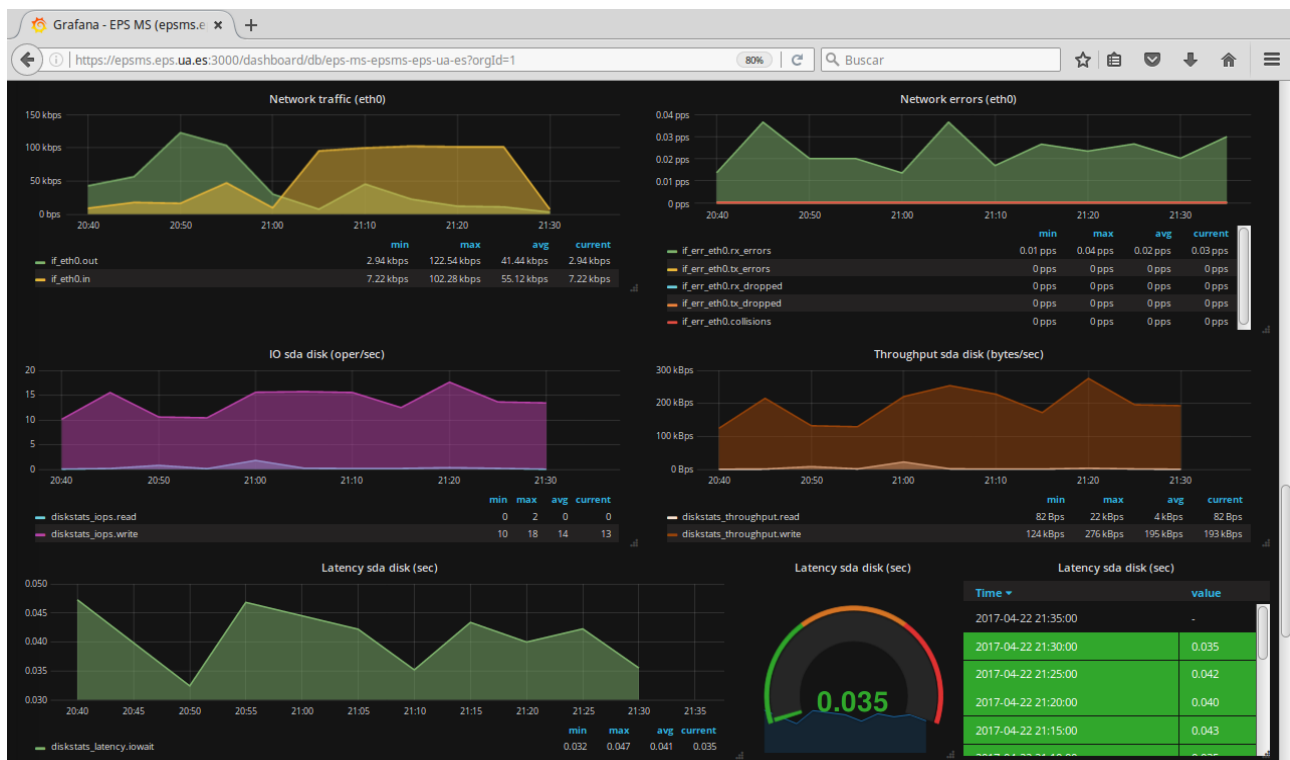 Grafana - EPS MS (epsms.e
https://epsms.eps.ua.es:3000/dashboard/db/eps-ms-epsms-eps-ua-es?orgId=1
80%
Buscar
Network traffic (eth0)
150 kbps
100 kbps
50 kbps
0 bps
20:40 20:50 21:00 21:10 21:20 21:30
min max avg current
if_eth0.out 2.94 kbps 122.54 kbps 41.44 kbps 2.94 kbps
if_eth0.in 7.22 kbps 102.28 kbps 55.12 kbps 7.22 kbps
Network errors (eth0)
0.04 pps
0.03 pps
0.02 pps
0.01 pps
0 pps
20:40 20:50 21:00 21:10 21:20 21:30
min max avg current
if_err_eth0.rx_errors 0.01 pps 0.04 pps 0.02 pps 0.03 pps
if_err_eth0.tx_errors 0 pps 0 pps 0 pps 0 pps
if_err_eth0.rx_dropped 0 pps 0 pps 0 pps 0 pps
if_err_eth0.tx_dropped 0 pps 0 pps 0 pps 0 pps
if_err_eth0.collisions 0 pps 0 pps 0 pps 0 pps
IO sda disk (oper/sec)
20
15
10
5
0
20:40 20:50 21:00 21:10 21:20 21:30
min max avg current
diskstats_iops.read 0 2 0 0
diskstats_iops.write 10 18 14 13
Throughput sda disk (bytes/sec)
300 kBps
200 kBps
100 kBps
0 Bps
20:40 20:50 21:00 21:10 21:20 21:30
min max avg current
diskstats_throughput.read 82 Bps 22 kBps 4 kBps 82 Bps
diskstats_throughput.write 124 kBps 276 kBps 195 kBps 193 kBps
Latency sda disk (sec)
0.050
0.045
0.040
0.035
0.030
20:40 20:45 20:50 20:55 21:00 21:05 21:10 21:15 21:20 21:25 21:30 21:35
min max avg current
diskstats_latency.iowait 0.032 0.047 0.041 0.035
Latency sda disk (sec)
0.035
Latency sda disk (sec)
Time value
2017-04-22 21:35:00 -
2017-04-22 21:30:00 0.035
2017-04-22 21:25:00 0.042
2017-04-22 21:20:00 0.040
2017-04-22 21:15:00 0.043